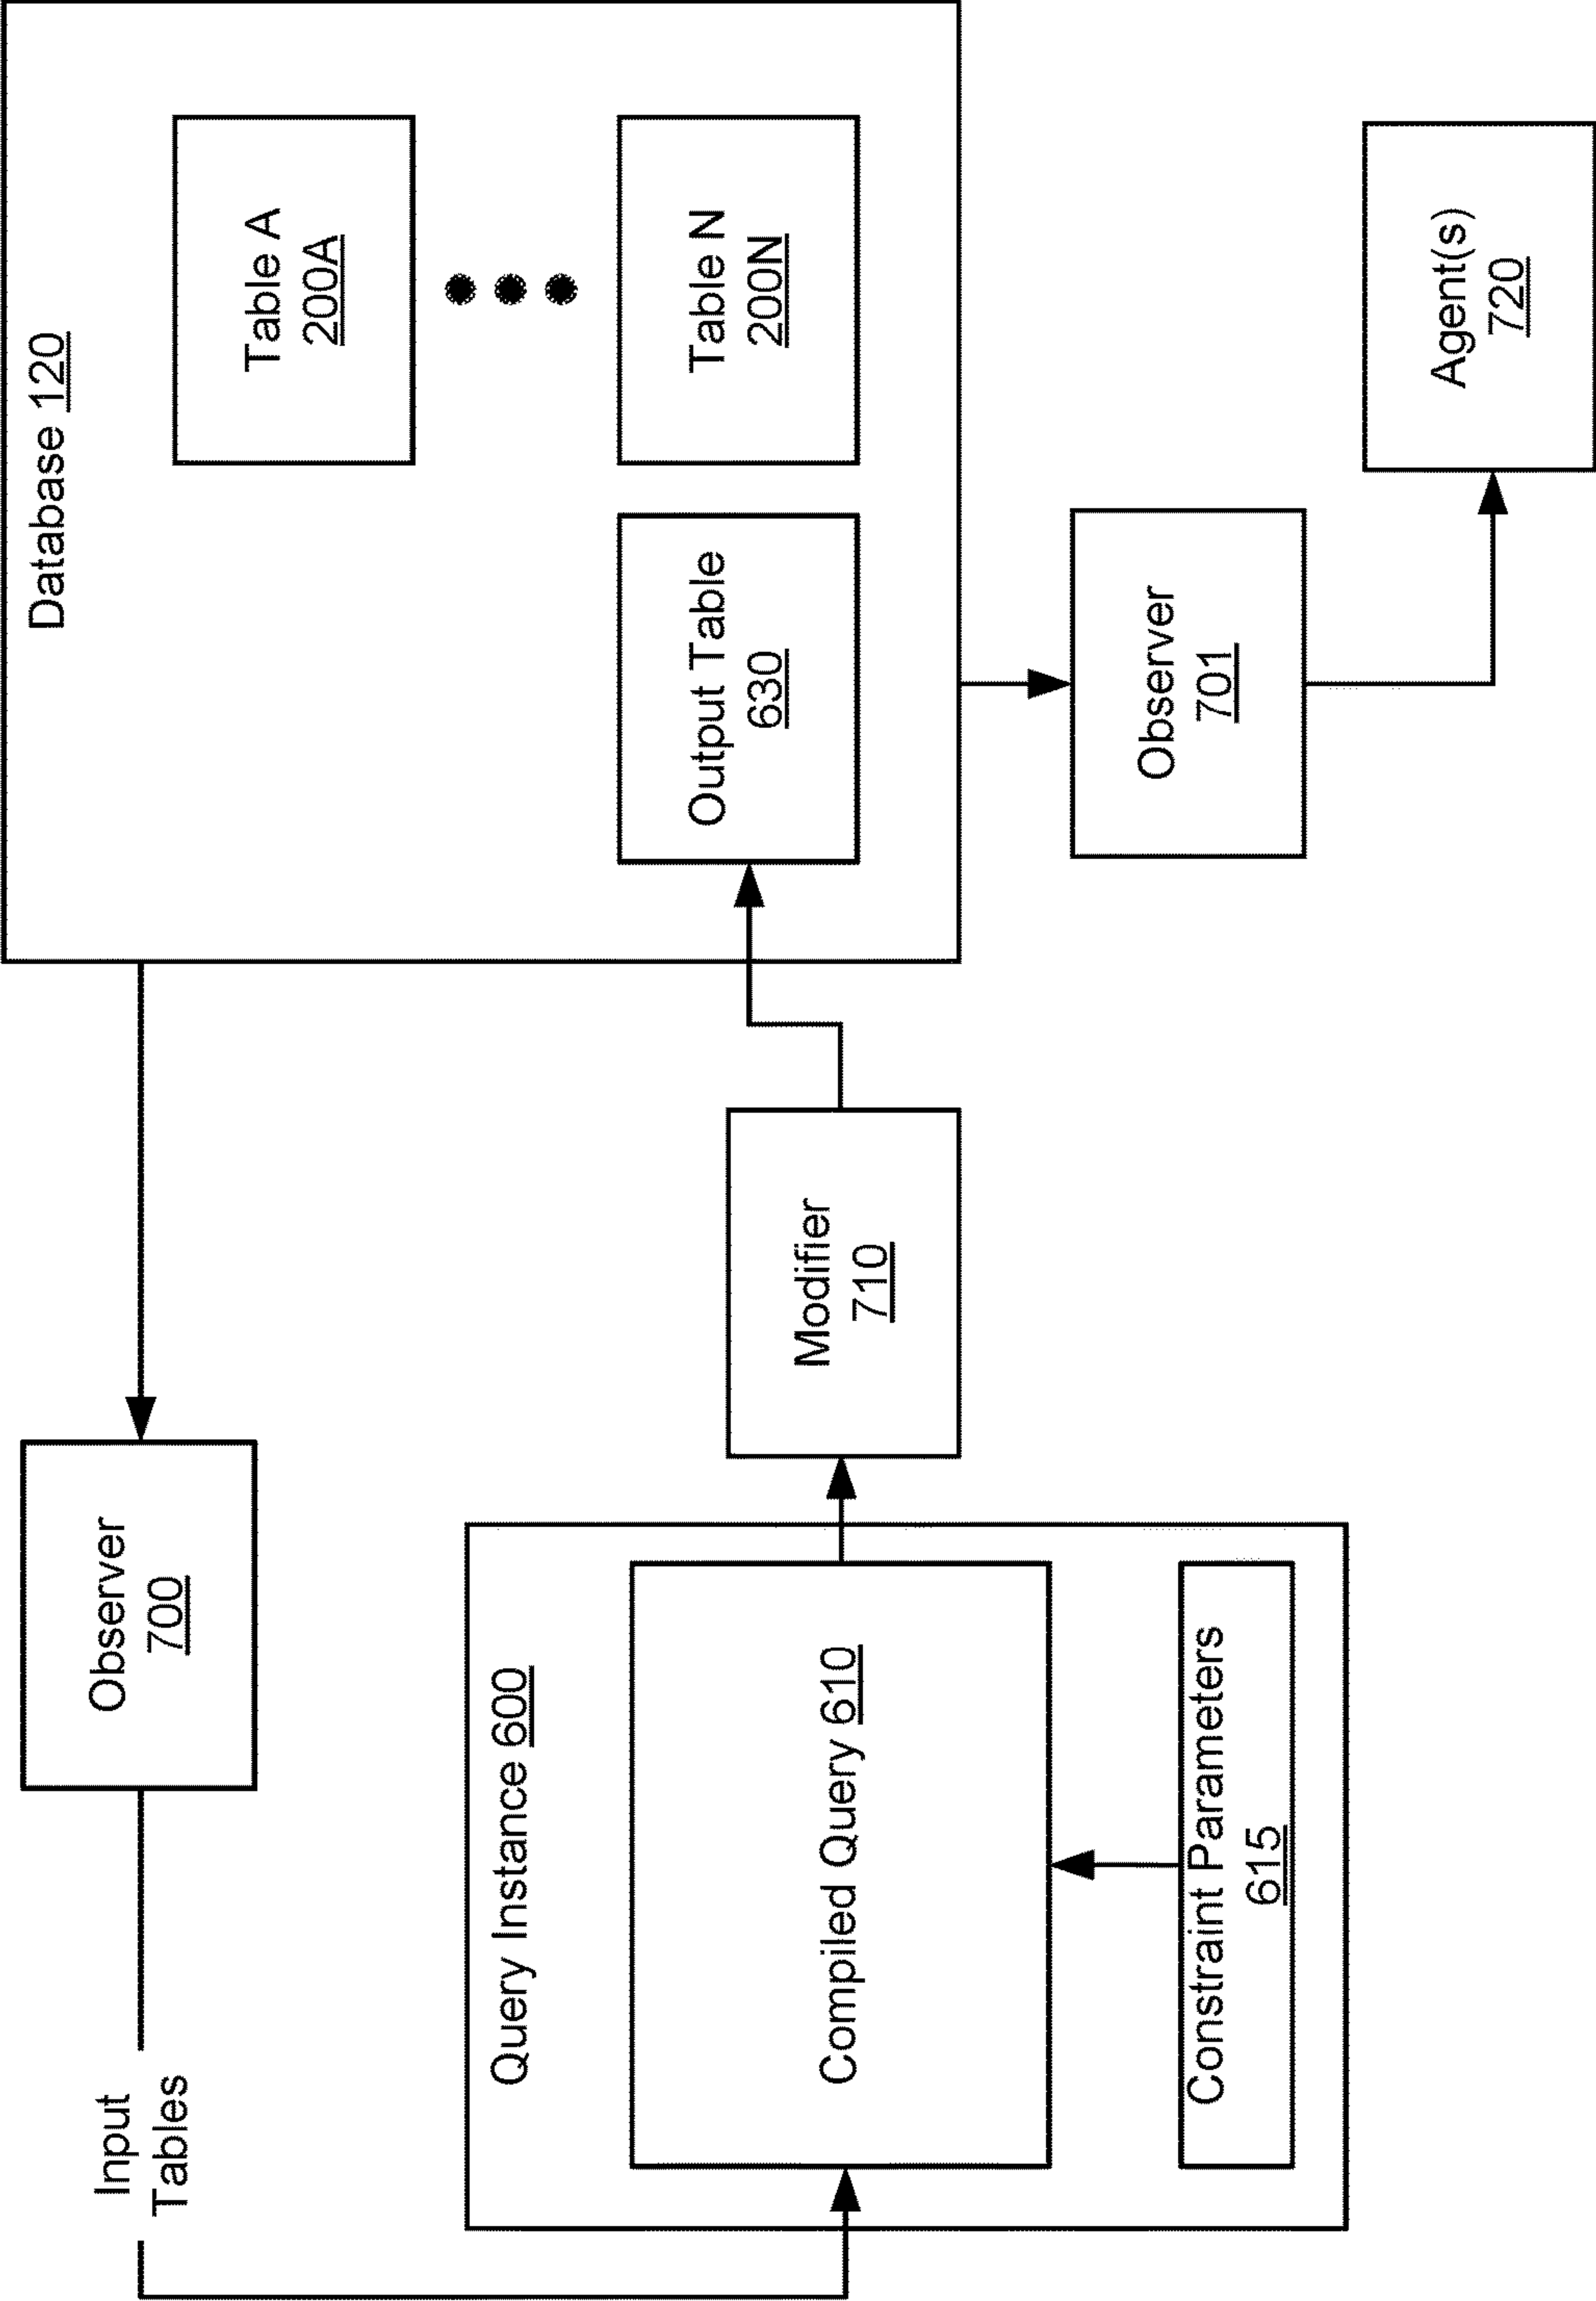 Database 120
Table A
200A
Table N
200N
Output Table
630
Observer
700
Input
Tables
Query Instance 600
Compiled Query 610
Constraint Parameters
615
Modifier
710
Observer
701
Agent(s)
720